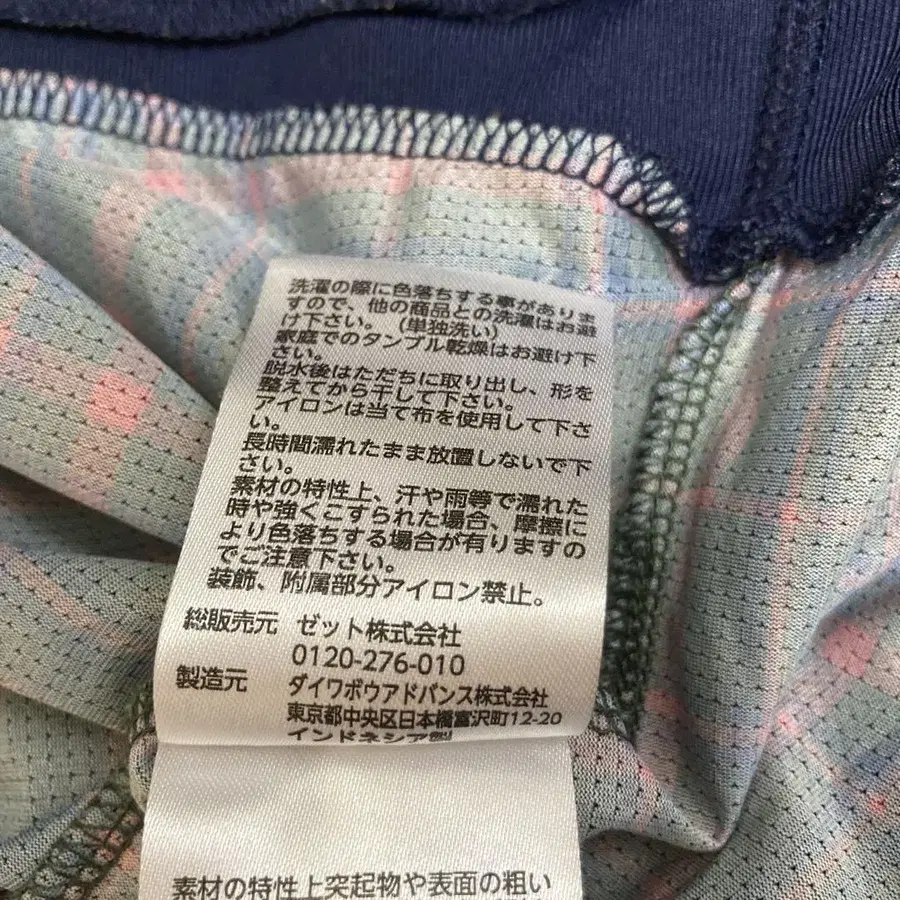 洗濯の際に色落ちする事がありま
すので、他の商品との洗濯はお避
け下さい。(単独洗い)
家庭でのタンブル乾燥はお避け下
さい。
脱水後はただちに取り出し、形を
整えてから干して下さい。
アイロンは当て布を使用して下さ
い。
長時間濡れたまま放置しないで下
さい。
素材の特性上、汗や雨等で濡れた
時や強くこすられた場合、摩擦に
より色落ちする場合が有りますの
でご注意下さい。
装飾、附属部分アイロン禁止。
総販売元 ゼット株式会社
0120-276-010
製造元 ダイワボウアドバンス株式会社
東京都中央区日本橋富沢町12-20
インドネシア製
素材の特性上突起物や表面の粗い